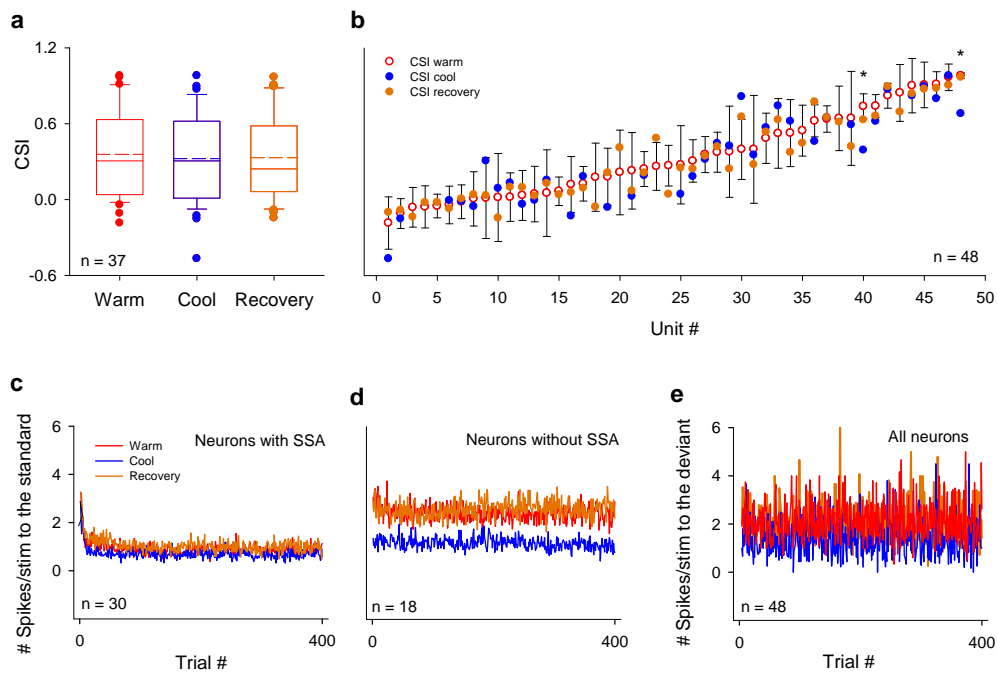 a
CSI
1.2
0.6
0.0
-0.6
n = 37
Warm Cool Recovery
b
CSI warm
CSI cool
CSI recovery
*
*
n = 48
0 5 10 15 20 25 30 35 40 45 50
Unit #
c
# Spikes/stim to the standard
6
4
2
0
Warm
Cool
Recovery
Neurons with SSA
n = 30
0 400
Trial #
d
Neurons without SSA
n = 18
0 400
e
# Spikes/stim to the deviant
6
4
2
0
All neurons
n = 48
0 400
Trial #